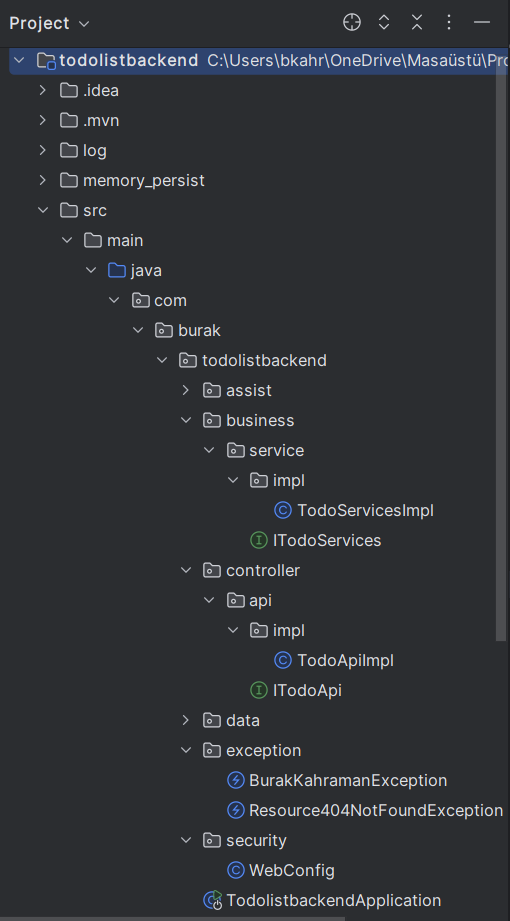 Project
todolistbackend C:\Users\bkahr\OneDrive\Masaüstü\Pro
.idea
.mvn
log
memory_persist
src
main
java
com
burak
todolistbackend
assist
business
service
impl
TodoServicesImpl
ITodoServices
controller
api
impl
TodoApiImpl
ITodoApi
data
exception
BurakKahramanException
Resource404NotFoundException
security
WebConfig
TodolistbackendApplication